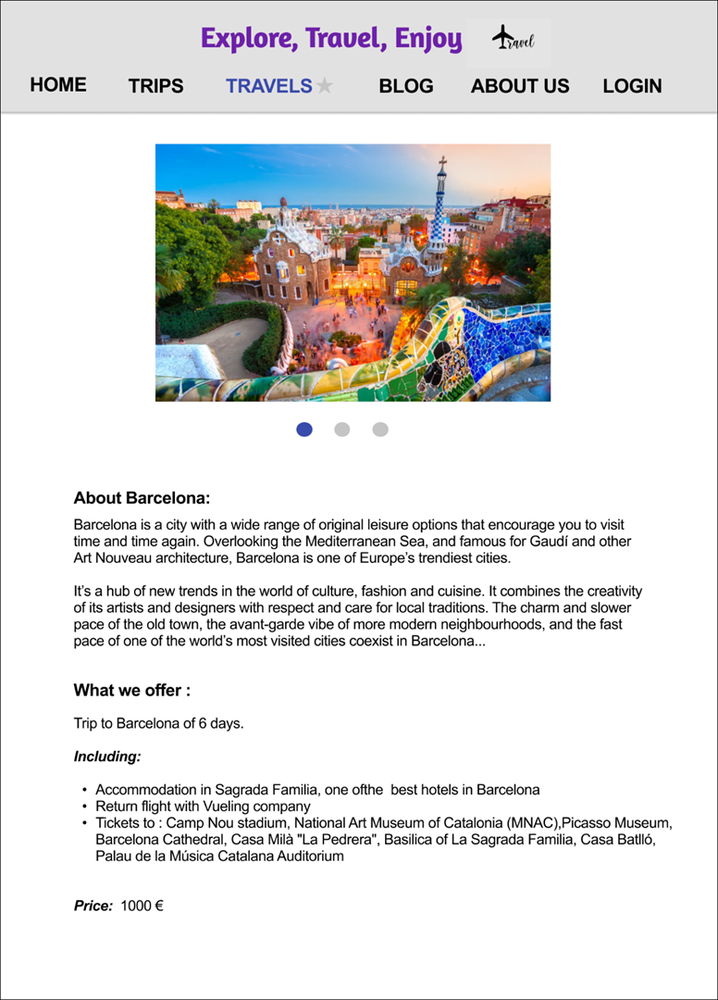 Explore, Travel, Enjoy
Travel
HOME TRIPS TRAVELS BLOG ABOUT US LOGIN
About Barcelona:
Barcelona is a city with a wide range of original leisure options that encourage you to visit
time and time again. Overlooking the Mediterranean Sea, and famous for Gaudí and other
Art Nouveau architecture, Barcelona is one of Europe’s trendiest cities.
It’s a hub of new trends in the world of culture, fashion and cuisine. It combines the creativity
of its artists and designers with respect and care for local traditions. The charm and slower
pace of the old town, the avant-garde vibe of more modern neighbourhoods, and the fast
pace of one of the world’s most visited cities coexist in Barcelona...
What we offer :
Trip to Barcelona of 6 days.
Including:
• Accommodation in Sagrada Familia, one ofthe  best hotels in Barcelona
• Return flight with Vueling company
• Tickets to : Camp Nou stadium, National Art Museum of Catalonia (MNAC),Picasso Museum,
Barcelona Cathedral, Casa Milà "La Pedrera", Basilica of La Sagrada Familia, Casa Batlló,
Palau de la Música Catalana Auditorium
Price:  1000 €